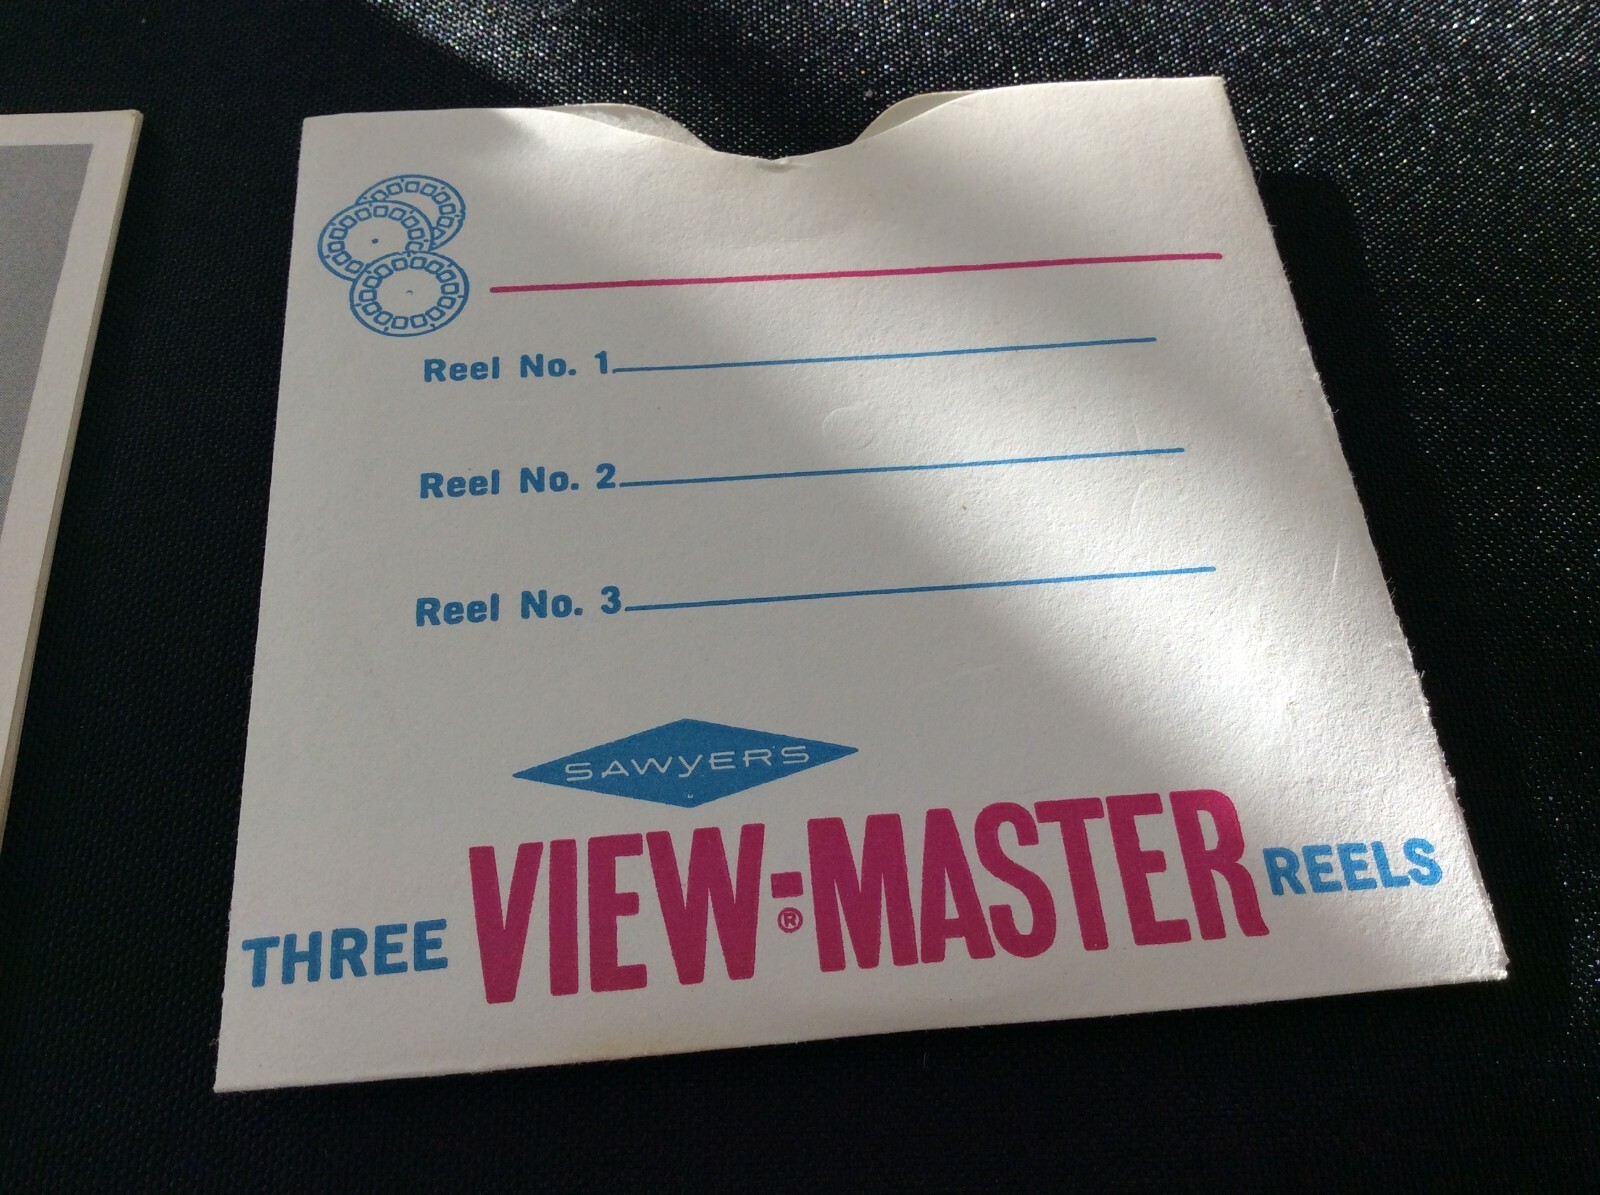 Reel No. 1
Reel No. 2
Reel No. 3
SAWYER'S
THREE VIEW-MASTER® REELS